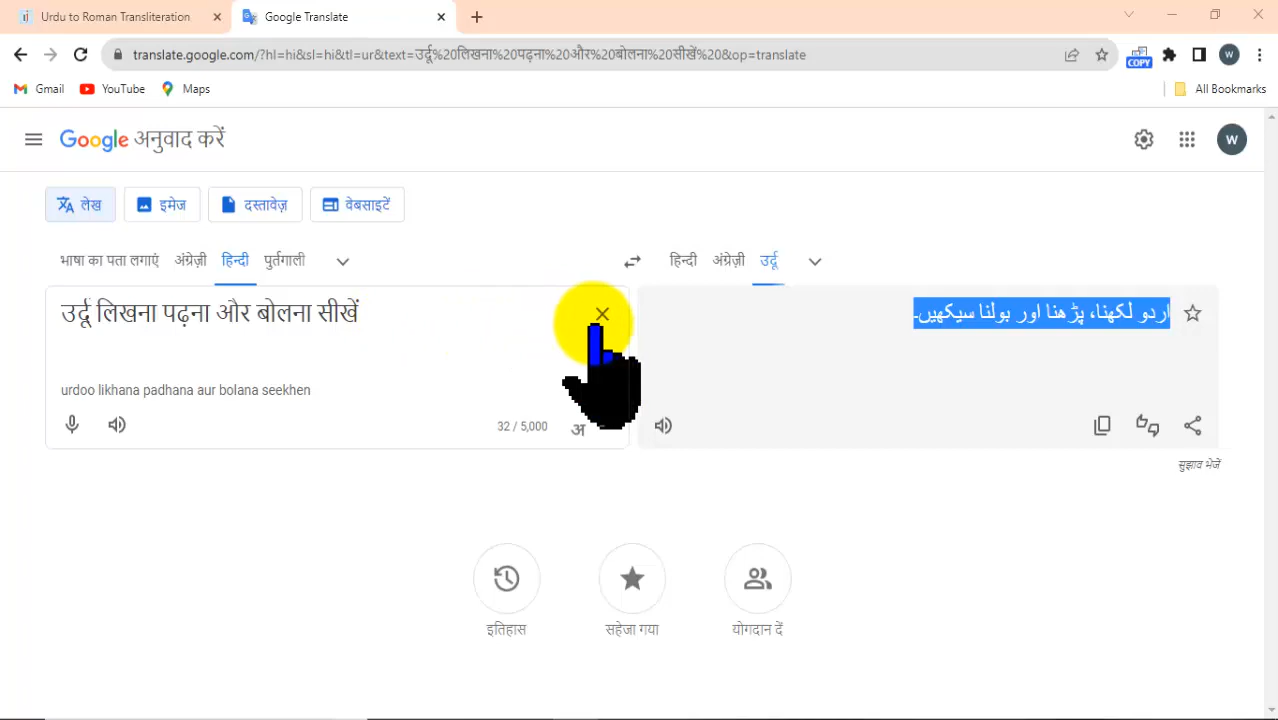 Urdu to Roman Transliteration
Google Translate
translate.google.com/?hl=hi&sl=hi&tl=ur&text=उर्दू%20लिखना%20पढ़ना%20और%20बोलना%20सीखें%20&op=translate
COPY
W
Gmail
YouTube
Maps
All Bookmarks
Google अनुवाद करें
W
लेख
इमेज
दस्तावेज़
वेबसाइटें
भाषा का पता लगाएं
अंग्रेज़ी
हिन्दी
पुर्तगाली
हिन्दी
अंग्रेज़ी
उर्दू
उर्दू लिखना पढ़ना और बोलना सीखें
اردو لکھنا، پڑھنا اور بولنا سیکھیں۔
urdoo likhana padhana aur bolana seekhen
32 / 5,000
अ
सुझाव भेजें
इतिहास
सहेजा गया
योगदान दें